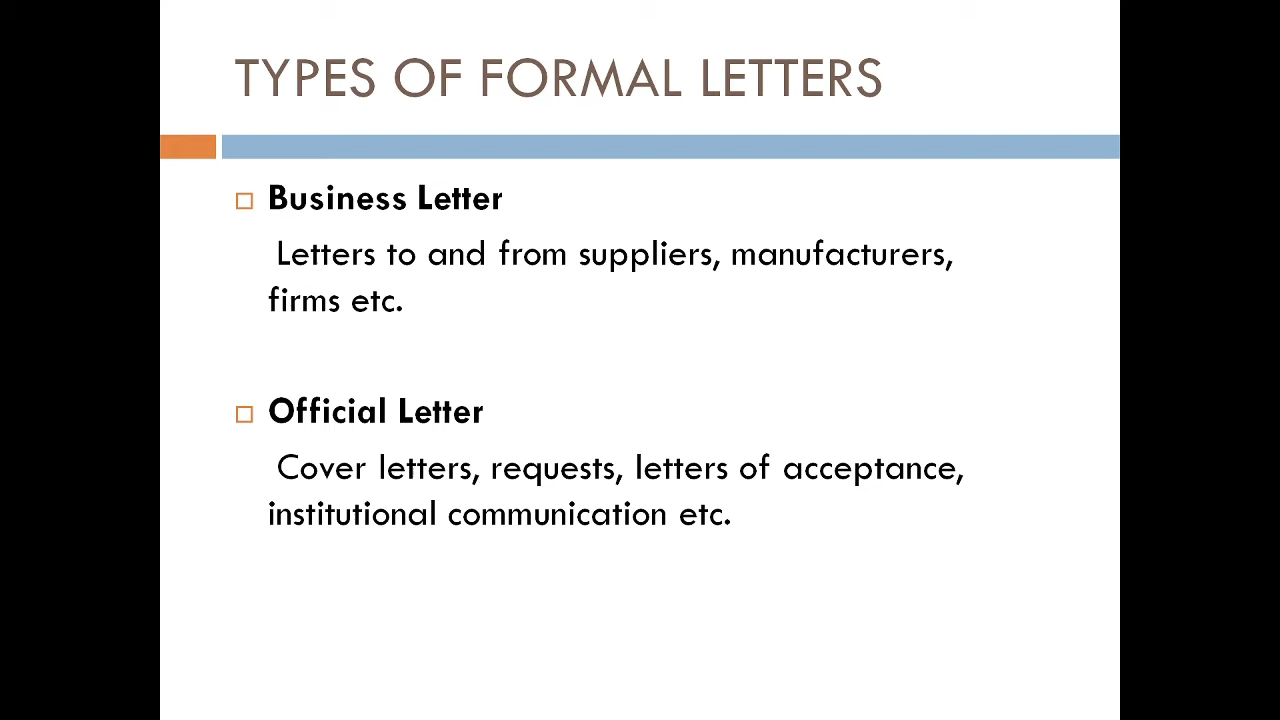 TYPES OF FORMAL LETTERS
Business Letter
Letters to and from suppliers, manufacturers,
firms etc.
Official Letter
Cover letters, requests, letters of acceptance,
institutional communication etc.